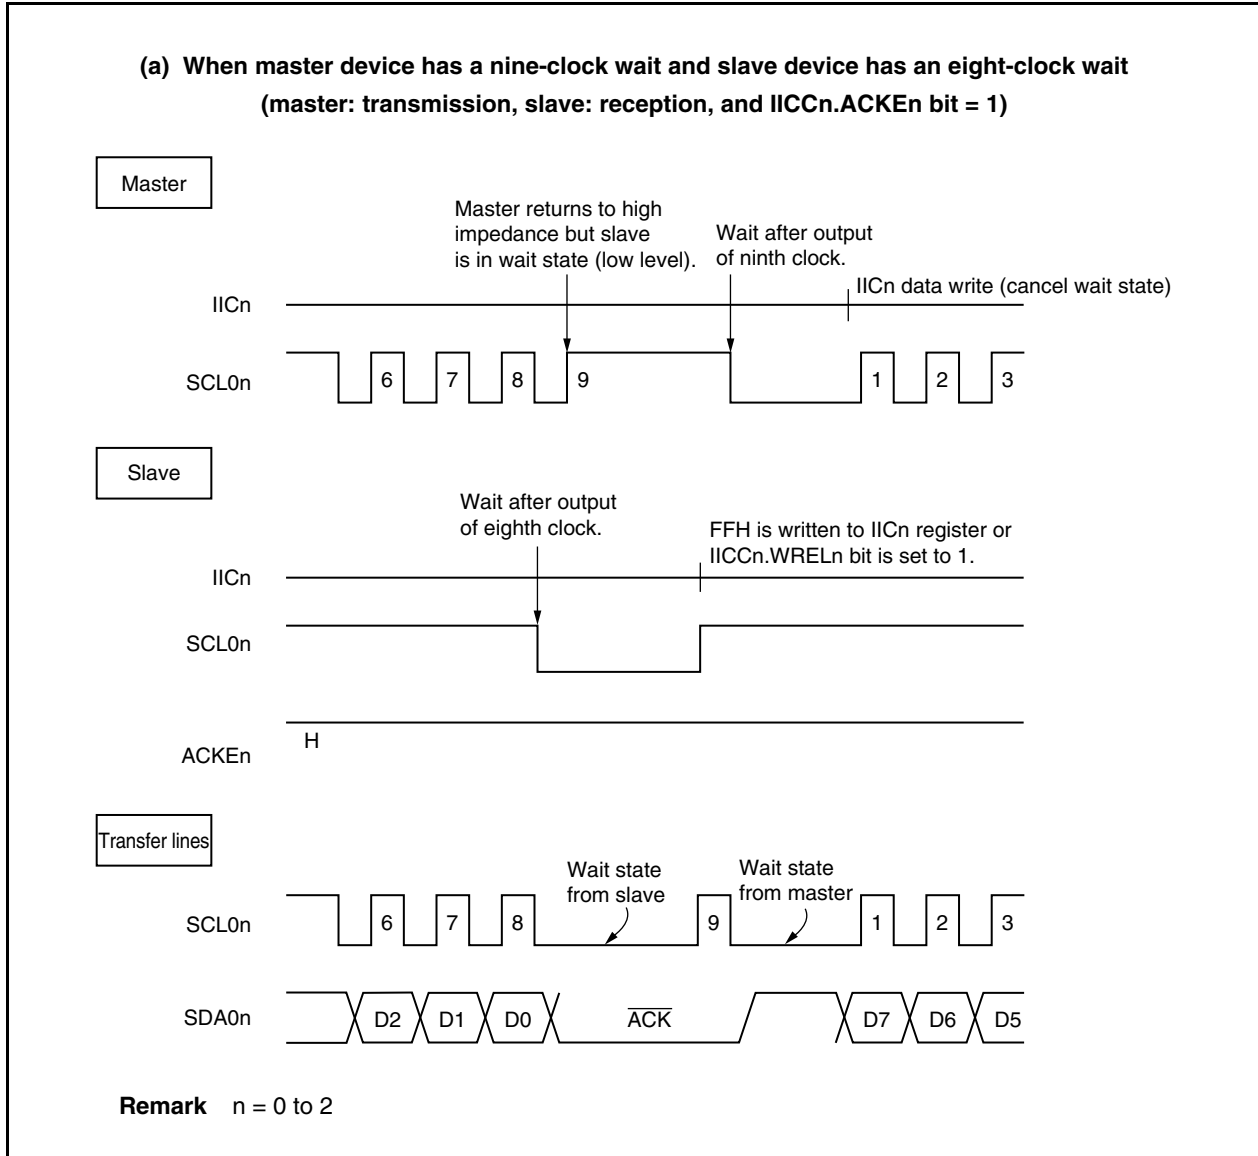 (a) When master device has a nine-clock wait and slave device has an eight-clock wait
(master: transmission, slave: reception, and IICCn.ACKEn bit = 1)
Master
Master returns to high
impedance but slave
is in wait state (low level).
Wait after output
of ninth clock.
IICn data write (cancel wait state)
IICn
SCL0n
6 7 8 9 1 2 3
Slave
Wait after output
of eighth clock.
FFH is written to IICn register or
IICCn.WRELn bit is set to 1.
IICn
SCL0n
H
ACKEn
Transfer lines
Wait state
from slave
Wait state
from master
SCL0n
6 7 8 9 1 2 3
SDA0n
D2 D1 D0 ACK D7 D6 D5
Remark n = 0 to 2